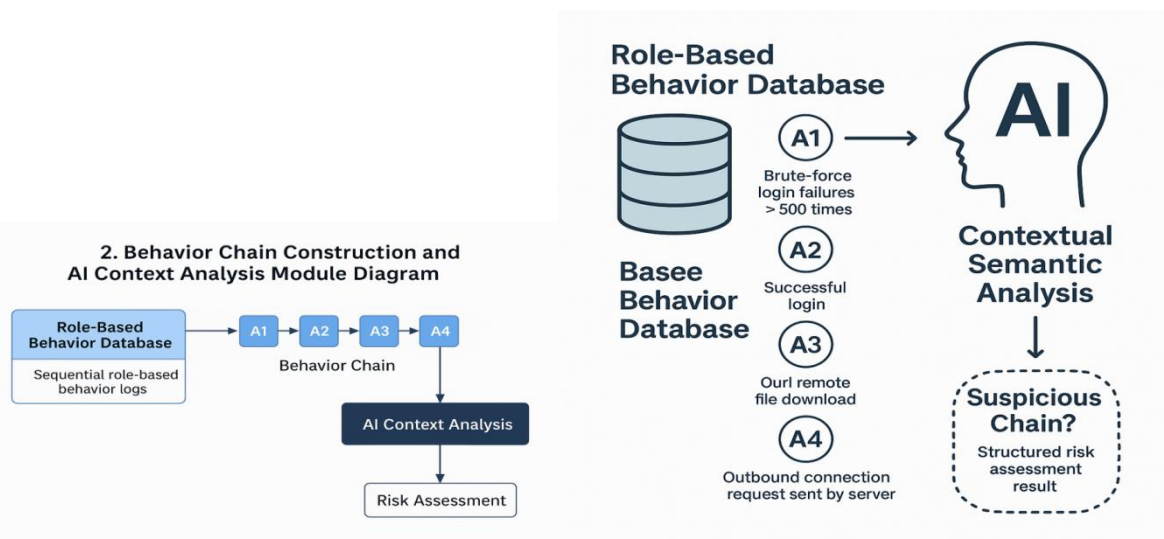 2. Behavior Chain Construction and
AI Context Analysis Module Diagram
Role-Based
Behavior Database
Sequential role-based
behavior logs
A1
A2
A3
A4
Behavior Chain
AI Context Analysis
Risk Assessment
Role-Based
Behavior Database
Basee
Behavior
Database
A1
Brute-force
login failures
> 500 times
A2
Successful
login
A3
Ourl remote
file download
A4
Outbound connection
request sent by server
AI
Contextual
Semantic
Analysis
Suspicious
Chain?
Structured risk
assessment
result